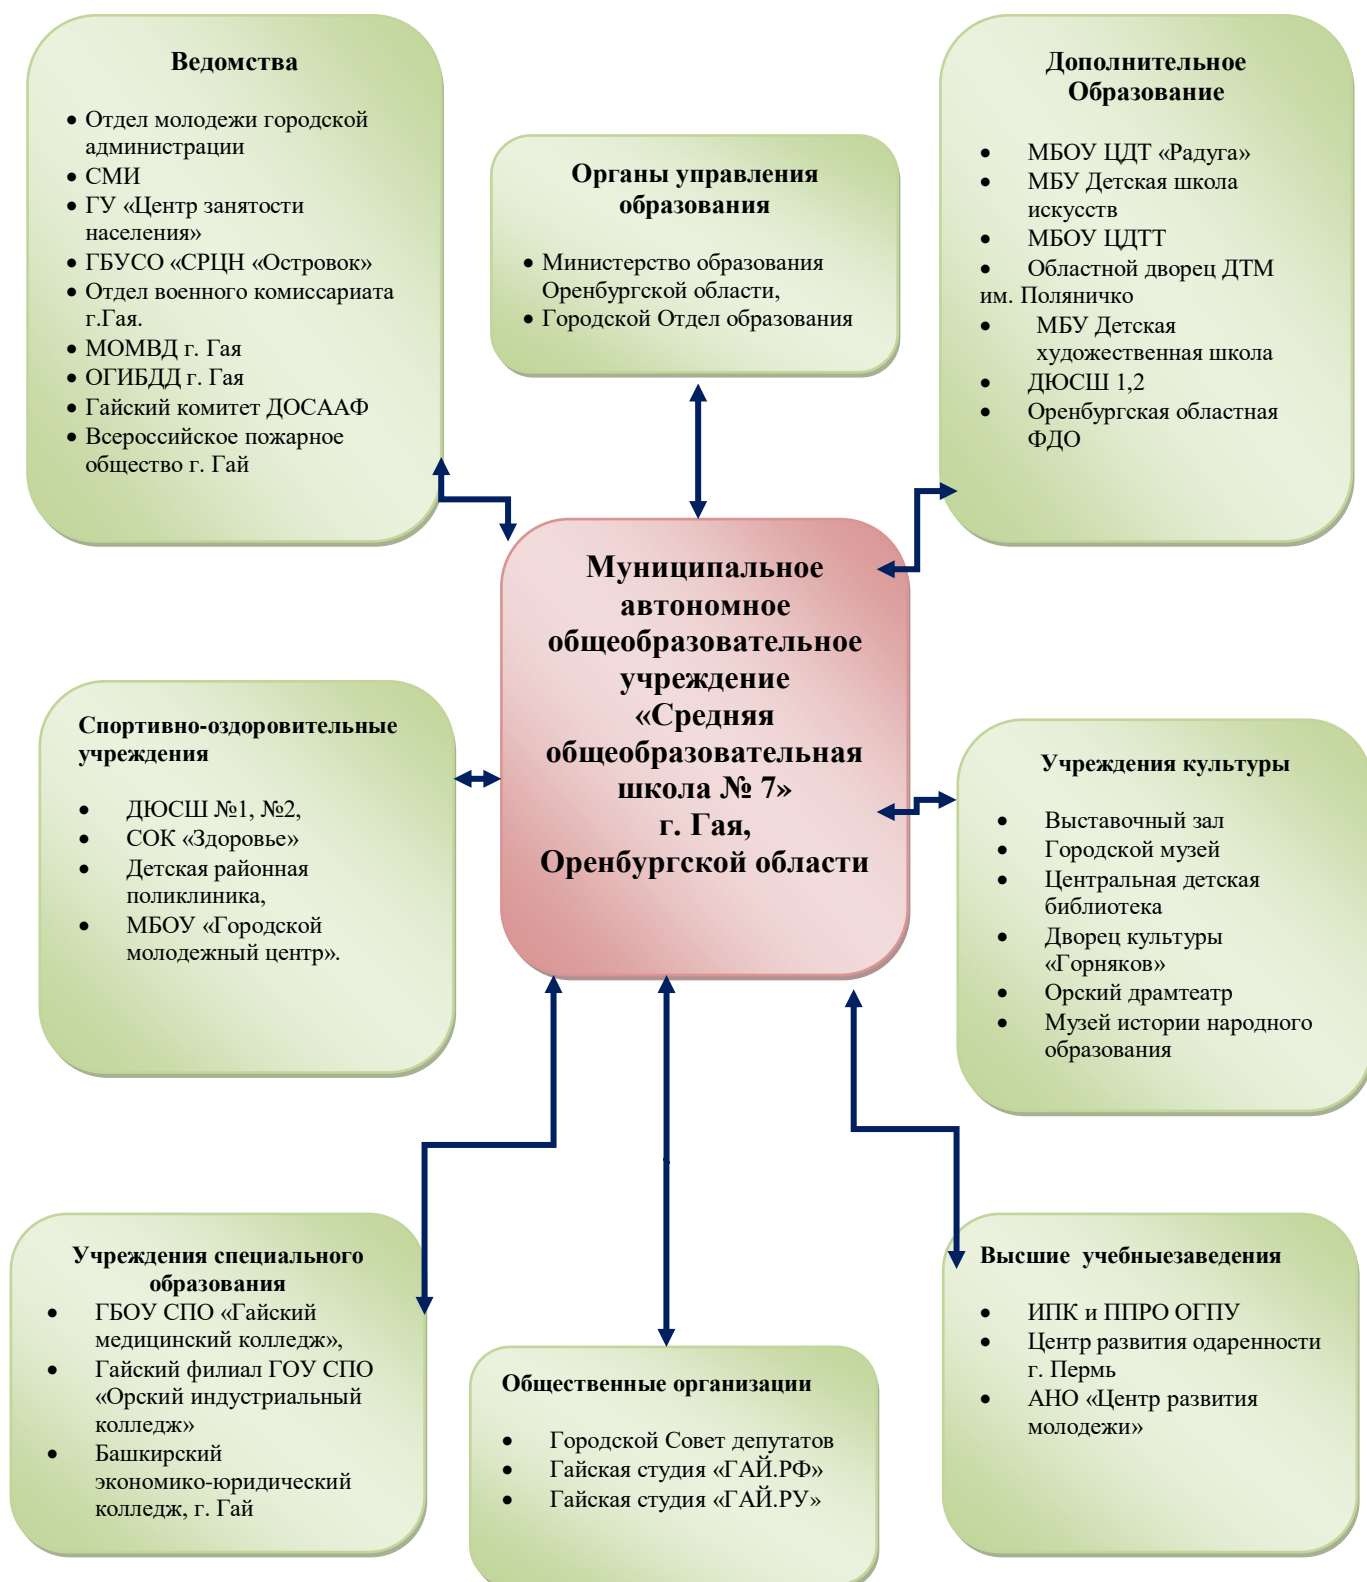 Ведомства
• Отдел молодежи городской
администрации
• СМИ
• ГУ «Центр занятости
населения»
• ГБУСО «СРЦН «Островок»
• Отдел военного комиссариата
г.Гая.
• МОМВД г. Гая
• ОГИБДД г. Гая
• Гайский комитет ДОСААФ
• Всероссийское пожарное
общество г. Гай
Органы управления
образования
• Министерство образования
Оренбургской области,
• Городской Отдел образования
Дополнительное
Образование
• МБОУ ЦДТ «Радуга»
• МБУ Детская школа
искусств
• МБОУ ЦДТТ
• Областной дворец ДТМ
им. Поляничко
• МБУ Детская
художественная школа
• ДЮСШ 1,2
• Оренбургская областная
ФДО
Муниципальное
автономное
общеобразовательное
учреждение
«Средняя
общеобразовательная
школа № 7»
г. Гая,
Оренбургской области
Спортивно-оздоровительные
учреждения
• ДЮСШ №1, №2,
• СОК «Здоровье»
• Детская районная
поликлиника,
• МБОУ «Городской
молодежный центр».
Учреждения культуры
• Выставочный зал
• Городской музей
• Центральная детская
библиотека
• Дворец культуры
«Горняков»
• Орский драмтеатр
• Музей истории народного
образования
Учреждения специального
образования
• ГБОУ СПО «Гайский
медицинский колледж»,
• Гайский филиал ГОУ СПО
«Орский индустриальный
колледж»
• Башкирский
экономико-юридический
колледж, г. Гай
Общественные организации
• Городской Совет депутатов
• Гайская студия «ГАЙ.РФ»
• Гайская студия «ГАЙ.РУ»
Высшие учебныезаведения
• ИПК и ППРО ОГПУ
• Центр развития одаренности
г. Пермь
• АНО «Центр развития
молодежи»